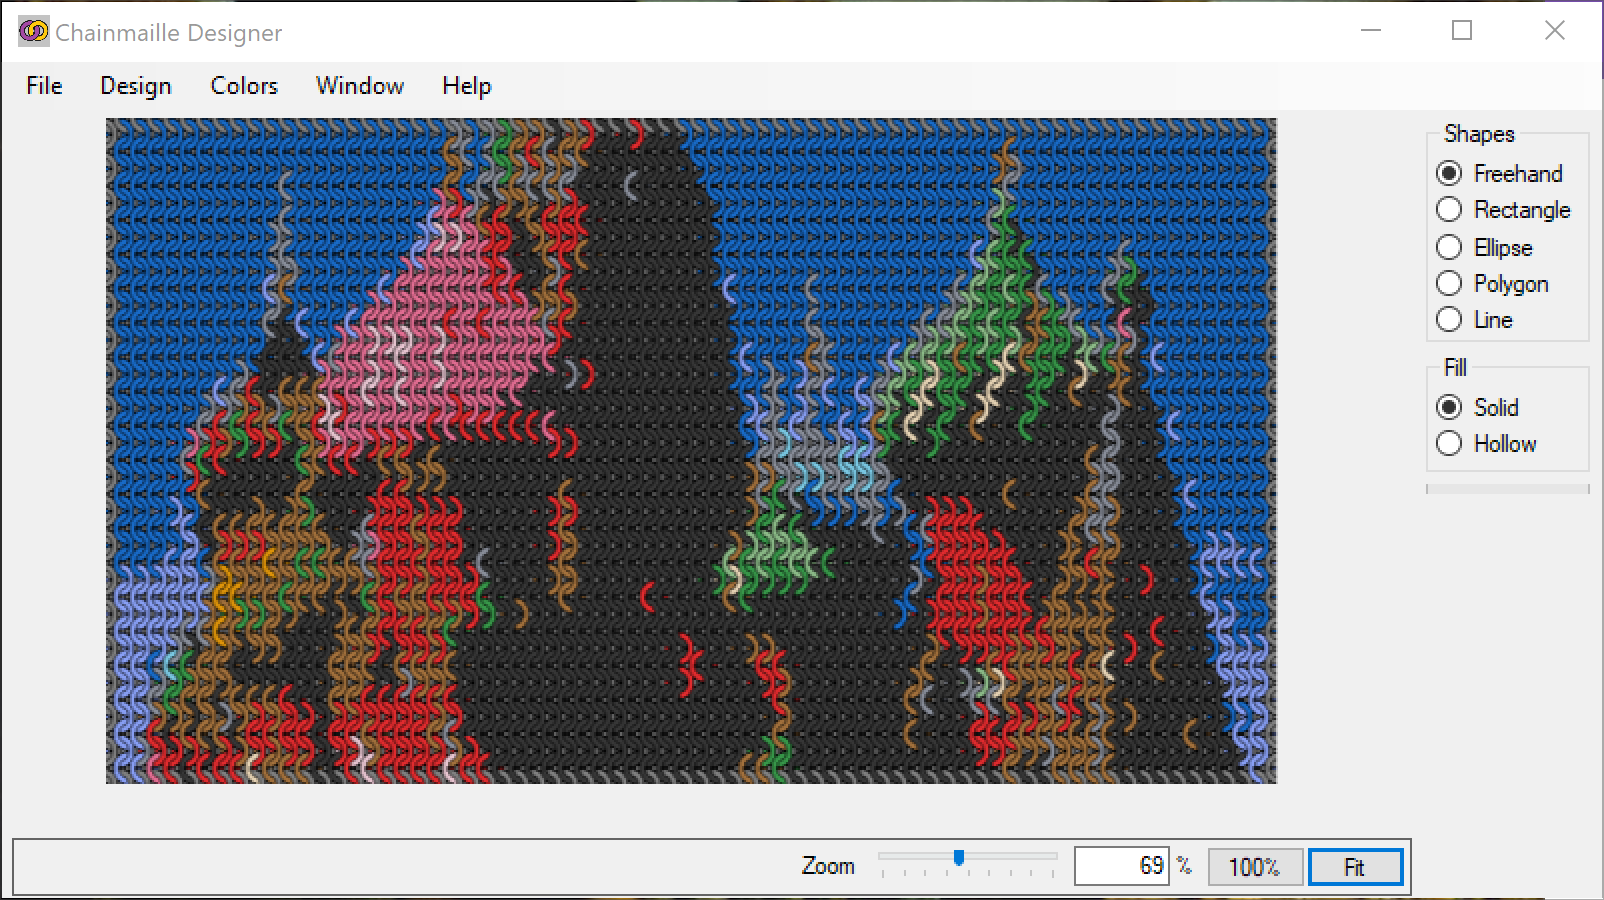 Chainmaille Designer
File Design Colors Window Help
Shapes
Freehand
Rectangle
Ellipse
Polygon
Line
Fill
Solid
Hollow
Zoom 69 % 100% Fit